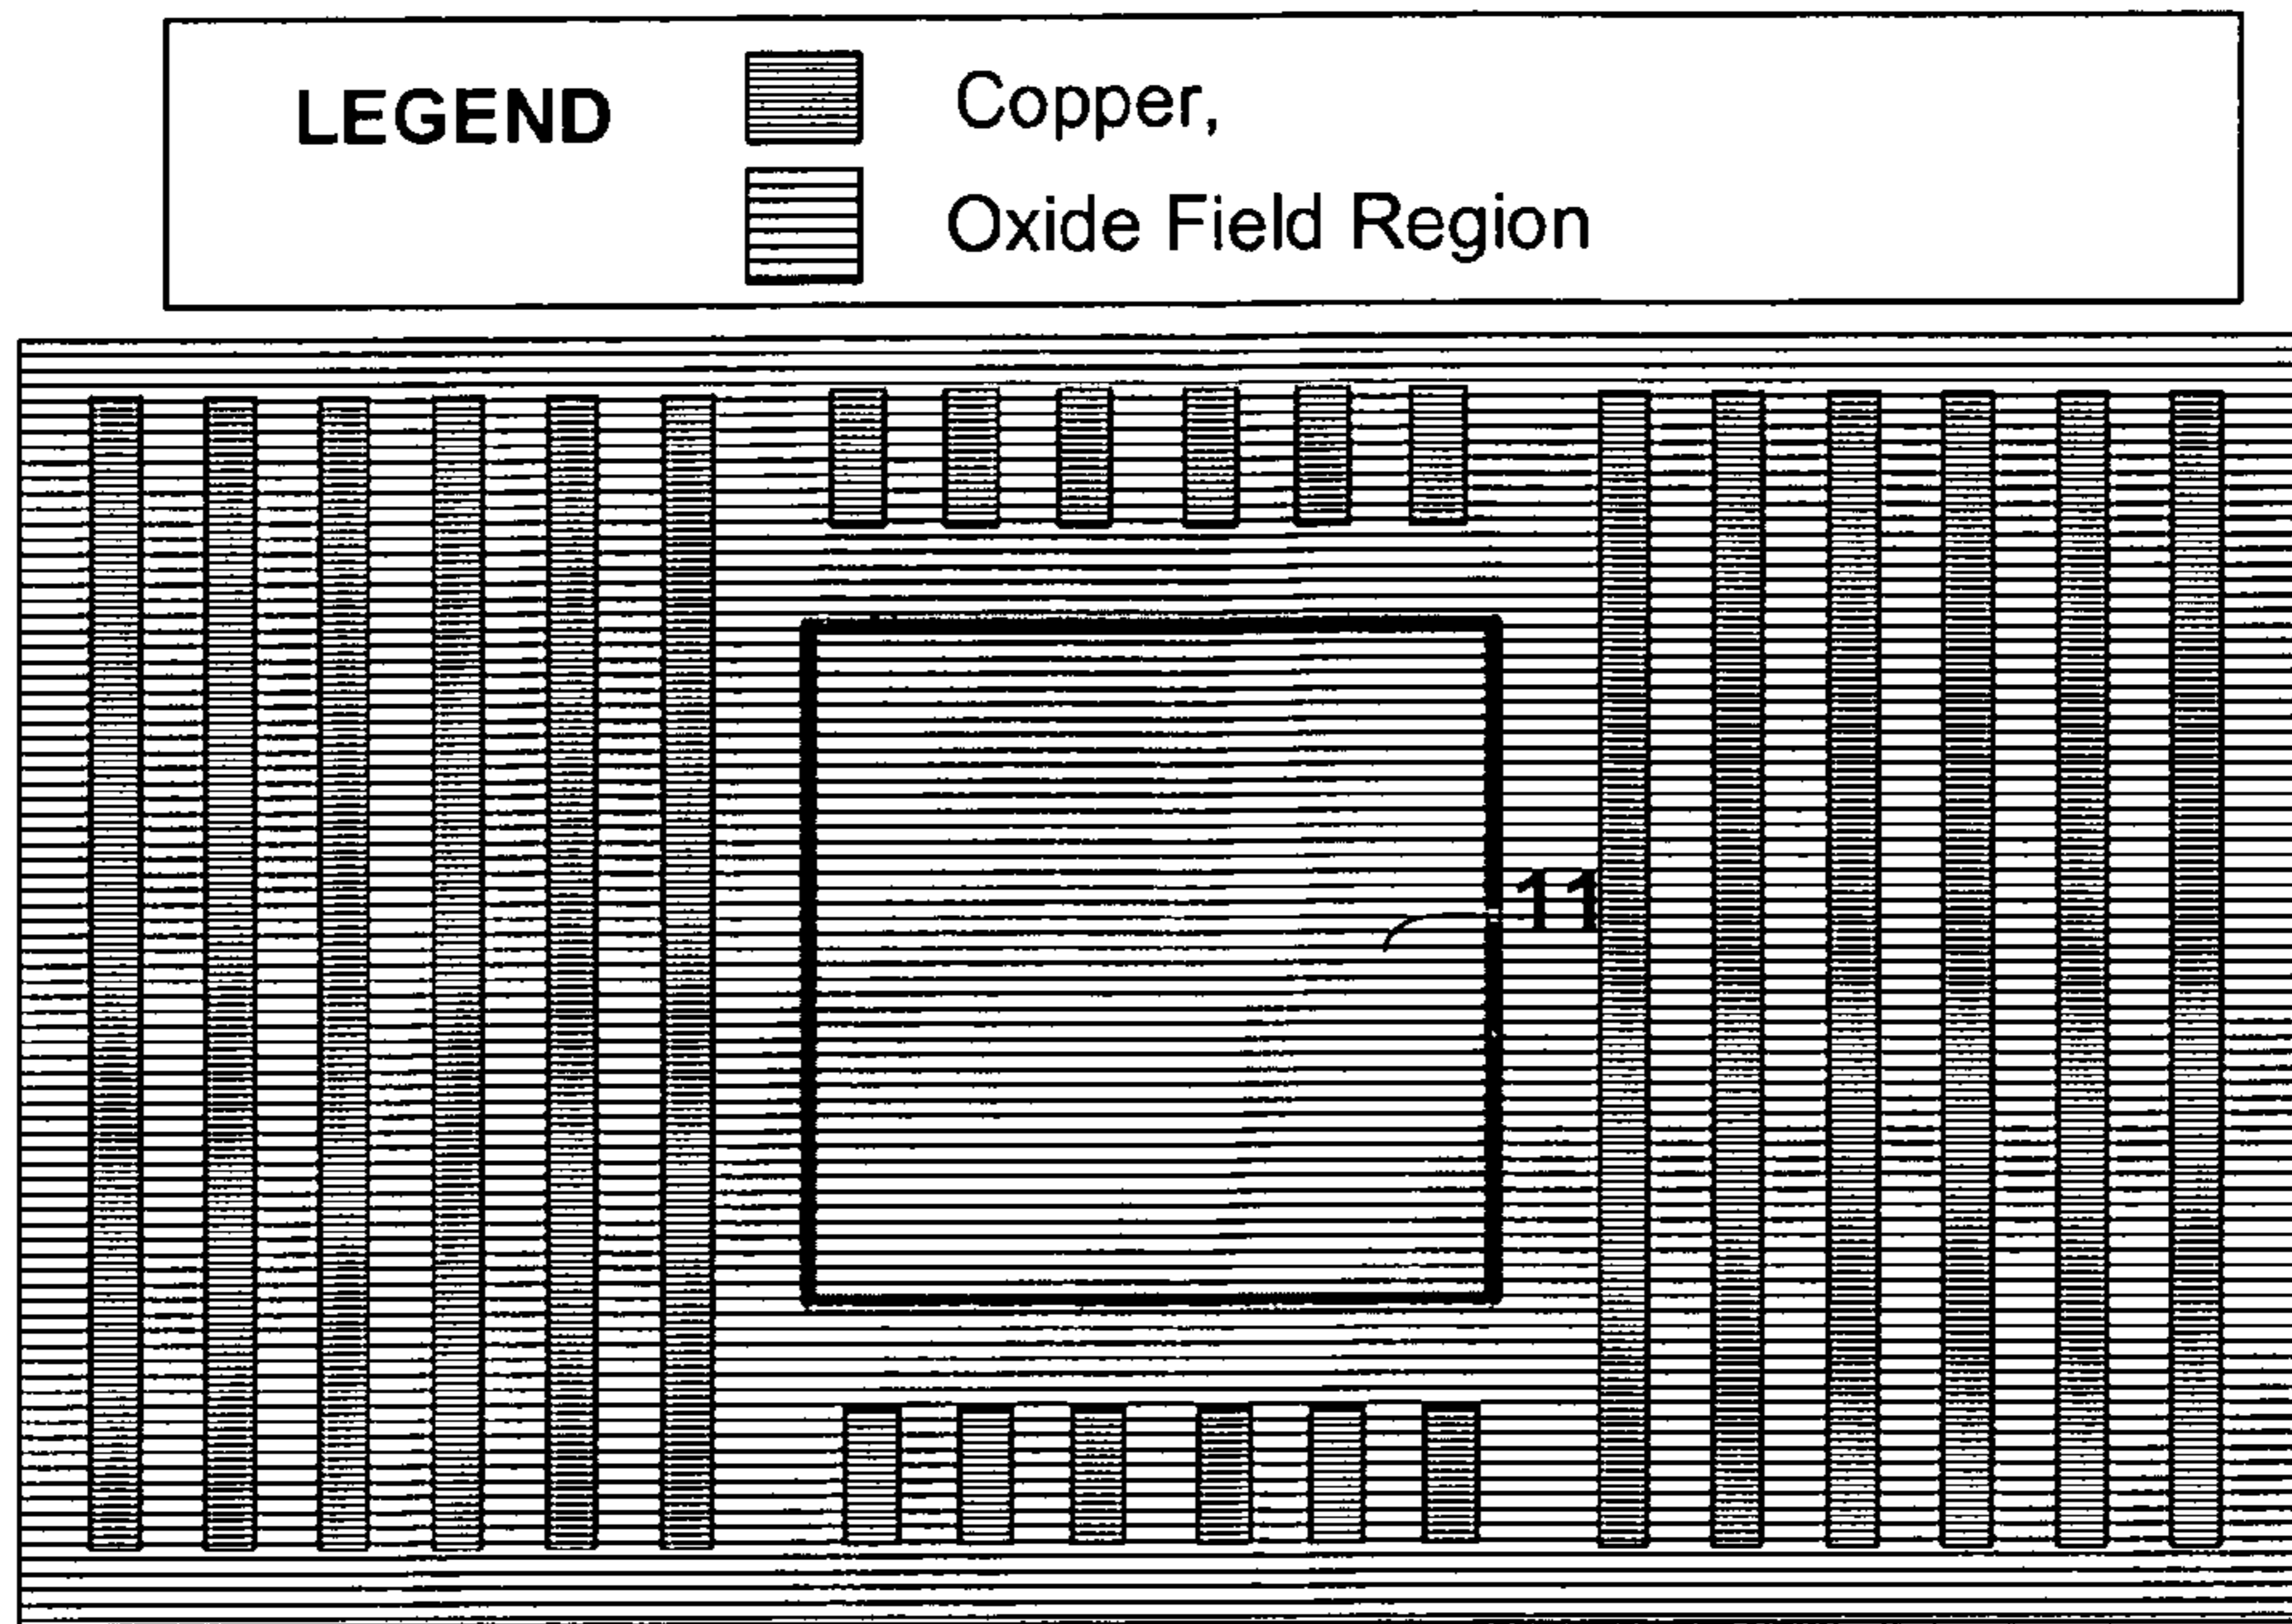 LEGEND
Copper,
Oxide Field Region
11